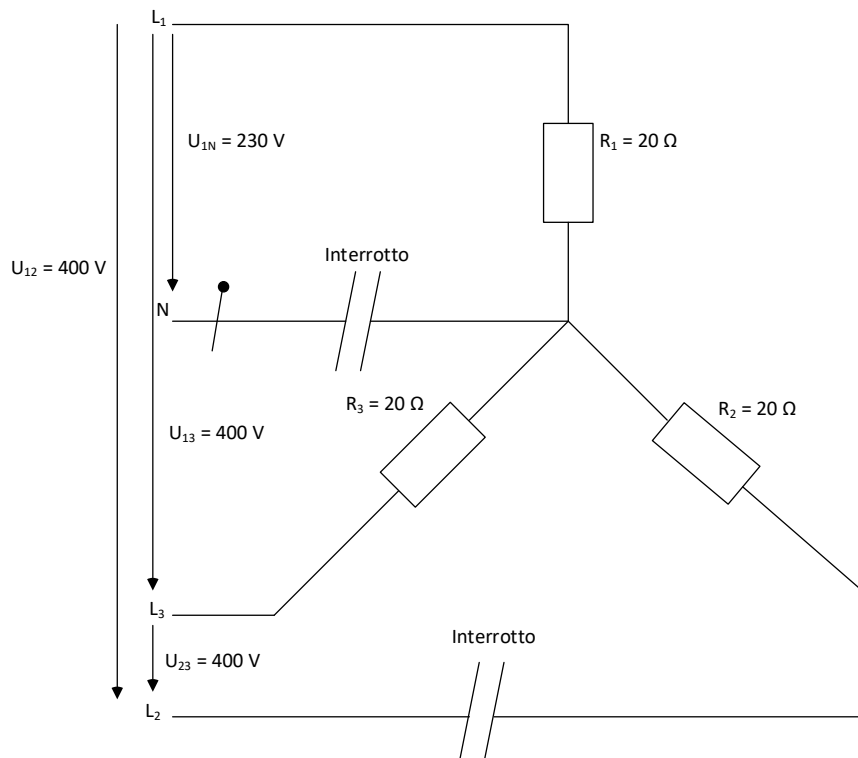 L₁
U₁N = 230 V
R₁ = 20 Ω
Interrotto
U₁₂ = 400 V
N
R₃ = 20 Ω
R₂ = 20 Ω
U₁₃ = 400 V
L₃
Interrotto
U₂₃ = 400 V
L₂